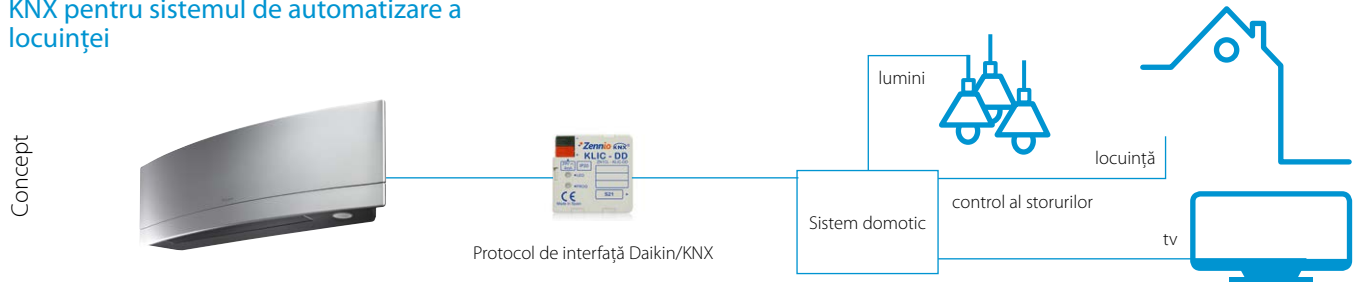 KNX pentru sistemul de automatizare a
locuinței
Concept
Zennio KNX
KLIC - DD
S21
CE
Protocol de interfață Daikin/KNX
Sistem domotic
lumini
locuință
control al storurilor
tv